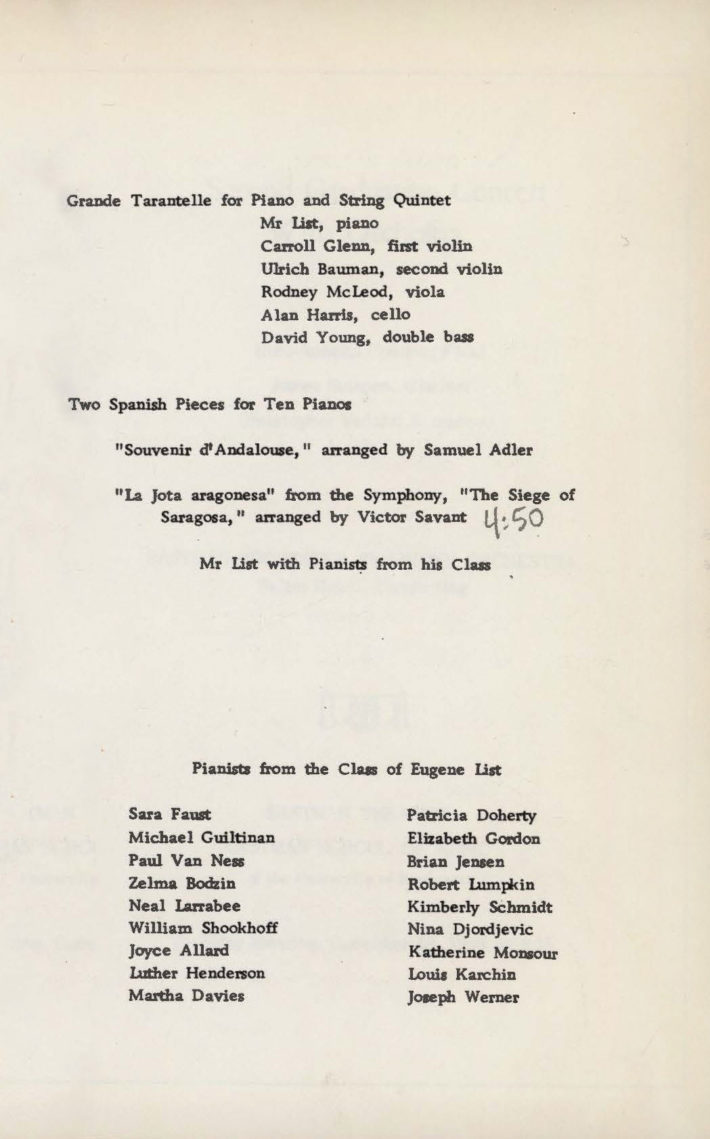 Grande Tarantelle for Piano and String Quintet
Mr List, piano
Carroll Glenn, first violin
Ulrich Bauman, second violin
Rodney McLeod, viola
Alan Harris, cello
David Young, double bass
Two Spanish Pieces for Ten Pianos
"Souvenir d'Andalouse," arranged by Samuel Adler
"La Jota aragonesa" from the Symphony, "The Siege of
Saragosa," arranged by Victor Savant 4:50
Mr List with Pianists from his Class
Pianists from the Class of Eugene List
Sara Faust
Michael Guiltinan
Paul Van Ness
Zelma Bodzin
Neal Larrabee
William Shookhoff
Joyce Allard
Luther Henderson
Martha Davies
Patricia Doherty
Elizabeth Gordon
Brian Jensen
Robert Lumpkin
Kimberly Schmidt
Nina Djordjevic
Katherine Monsour
Louis Karchin
Joseph Werner